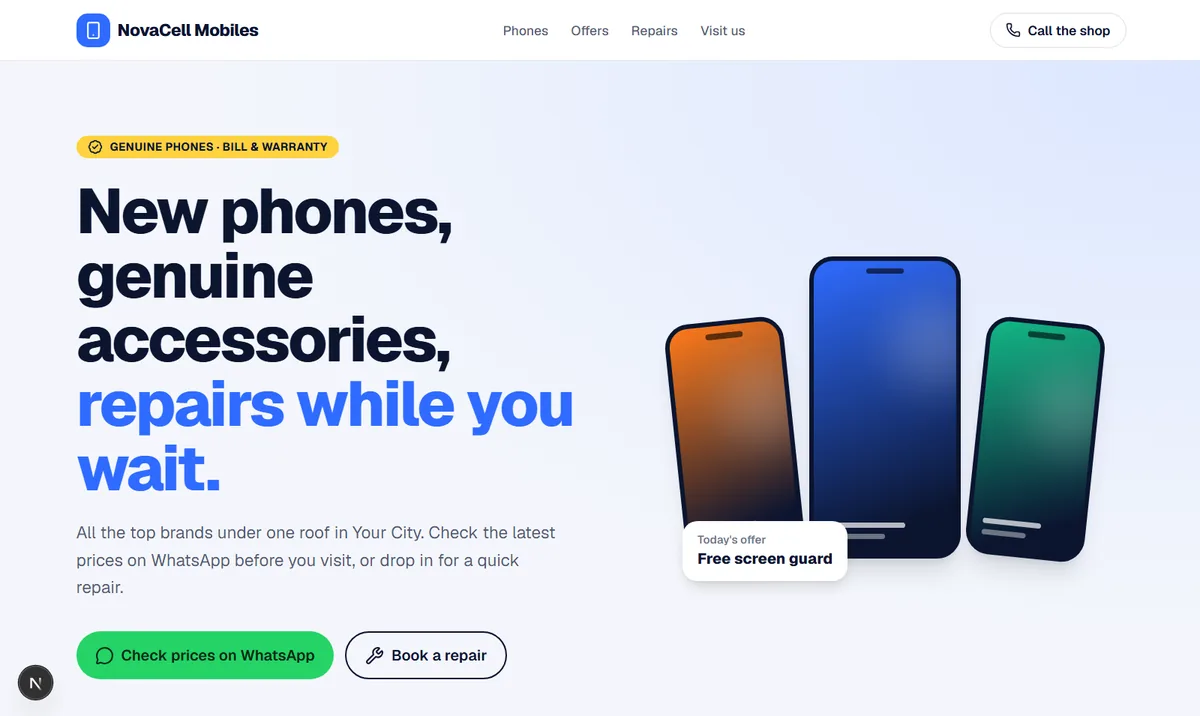 NovaCell Mobiles
Phones
Offers
Repairs
Visit us
Call the shop
GENUINE PHONES · BILL & WARRANTY
New phones,
genuine
accessories,
repairs while you
wait.
All the top brands under one roof in Your City. Check the latest
prices on WhatsApp before you visit, or drop in for a quick
repair.
Check prices on WhatsApp
Book a repair
Today's offer
Free screen guard
N